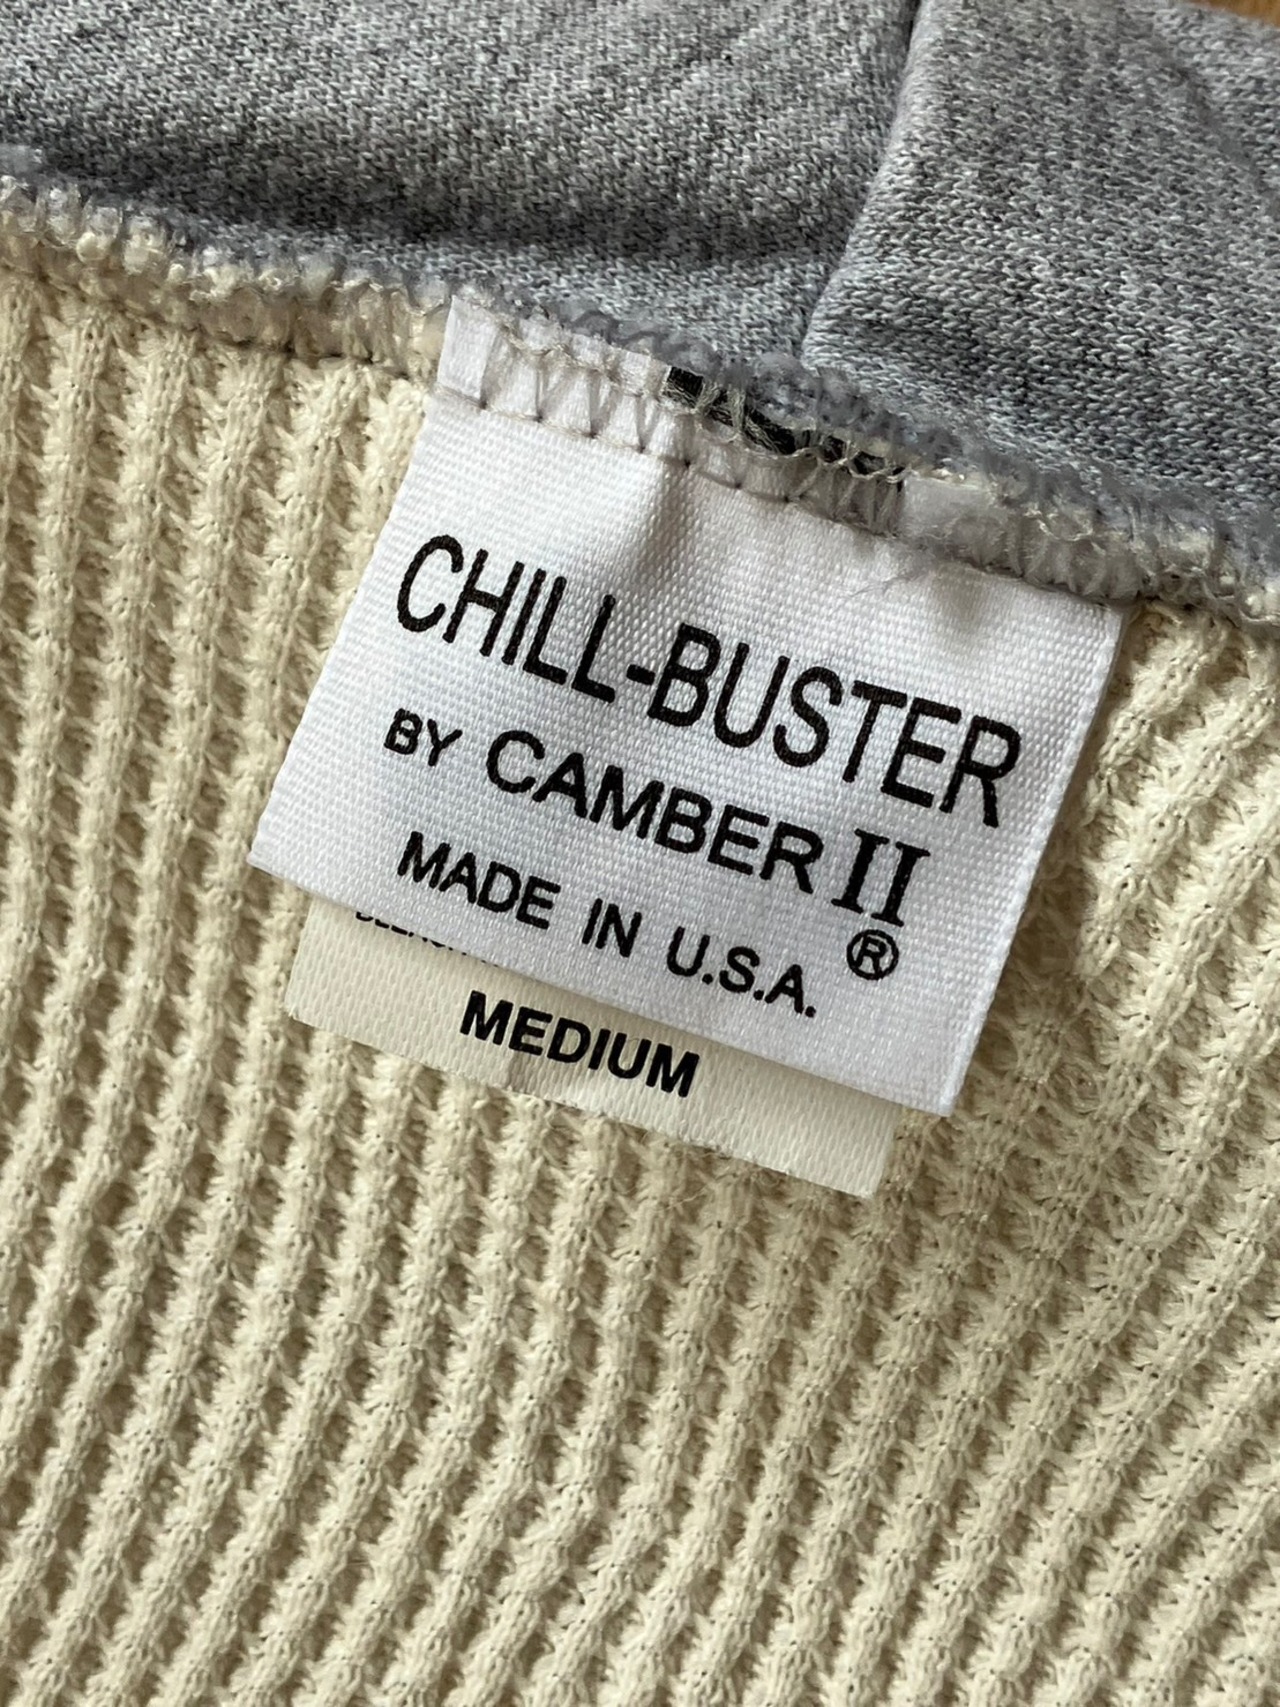 CHILL-BUSTER
BY CAMBER II
MADE IN U.S.A. ®
MEDIUM